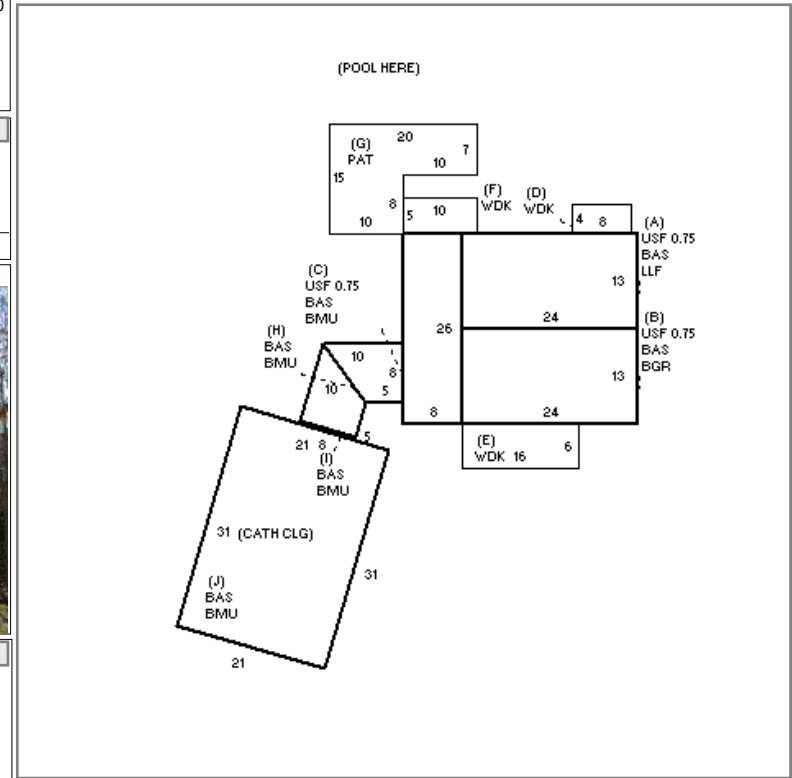 (POOL HERE)
20
(G)
PAT
7
10
15
8
10
5
10
(F)
WDK
(D)
WDK
4
8
(A)
USF 0.75
BAS
LLF
13
24
(C)
USF 0.75
BAS
BMU
26
(B)
USF 0.75
BAS
BGR
13
24
8
(H)
BAS
BMU
10
8
10
5
5
21
8
(I)
BAS
BMU
(E)
WDK 16
6
31 (CATH CLG)
31
(J)
BAS
BMU
21